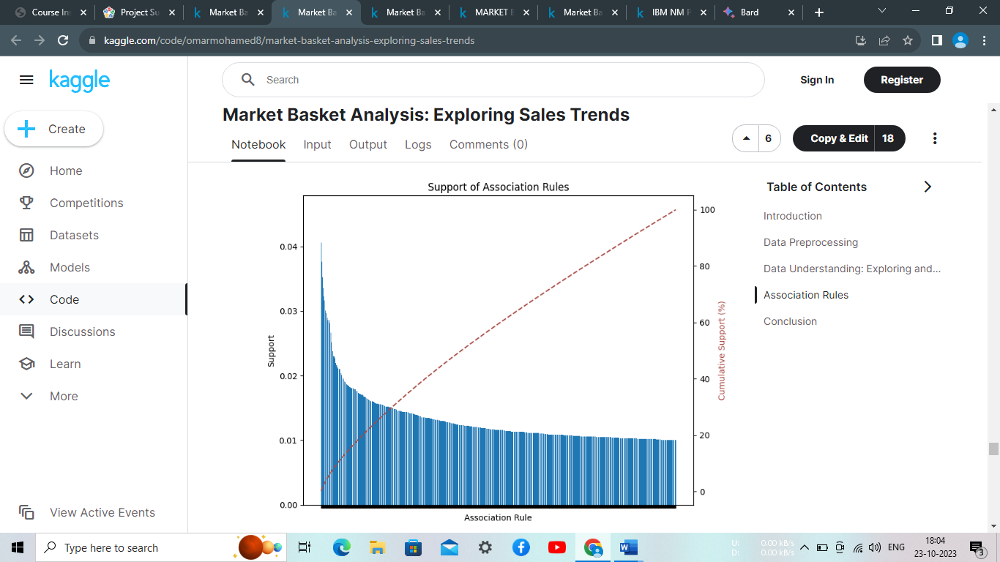 Course Ins
Project Su
Market Ba
Market Ba
Market Ba
MARKET B
Market Ba
IBM NM P
Bard
kaggle.com/code/omarmohamed8/market-basket-analysis-exploring-sales-trends
kaggle
Search
Sign In
Register
Create
Home
Competitions
Datasets
Models
Code
Discussions
Learn
More
View Active Events
Market Basket Analysis: Exploring Sales Trends
6
Copy & Edit 18
Notebook Input Output Logs Comments (0)
Support of Association Rules
Support
0.04
0.03
0.02
0.01
0.00
100
80
60
40
20
0
Cumulative Support (%)
Association Rule
Table of Contents
Introduction
Data Preprocessing
Data Understanding: Exploring and...
Association Rules
Conclusion
Type here to search
U: 0.00 kB/s
D: 0.00 kB/s
ENG
18:04
23-10-2023
3